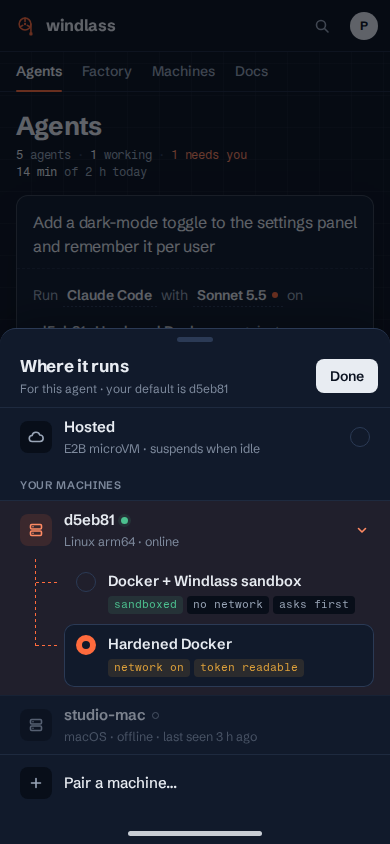 windlass
P
Agents Factory Machines Docs
Agents
5 agents · 1 working · 1 needs you
14 min of 2 h today
Add a dark-mode toggle to the settings panel
and remember it per user
Run Claude Code with Sonnet 5.5 on
Where it runs
For this agent · your default is d5eb81
Done
Hosted
E2B microVM · suspends when idle
YOUR MACHINES
d5eb81
Linux arm64 · online
Docker + Windlass sandbox
sandboxed no network asks first
Hardened Docker
network on token readable
studio-mac
macOS · offline · last seen 3 h ago
Pair a machine...